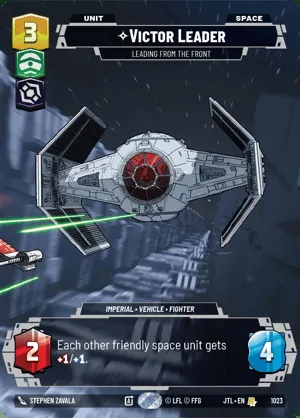 UNIT
SPACE
3
VICTOR LEADER
LEADING FROM THE FRONT
IMPERIAL • VEHICLE • FIGHTER
2
Each other friendly space unit gets
+1/+1.
4
STEPHEN ZAVALA
© LFL © FFG
JTL • EN
1023